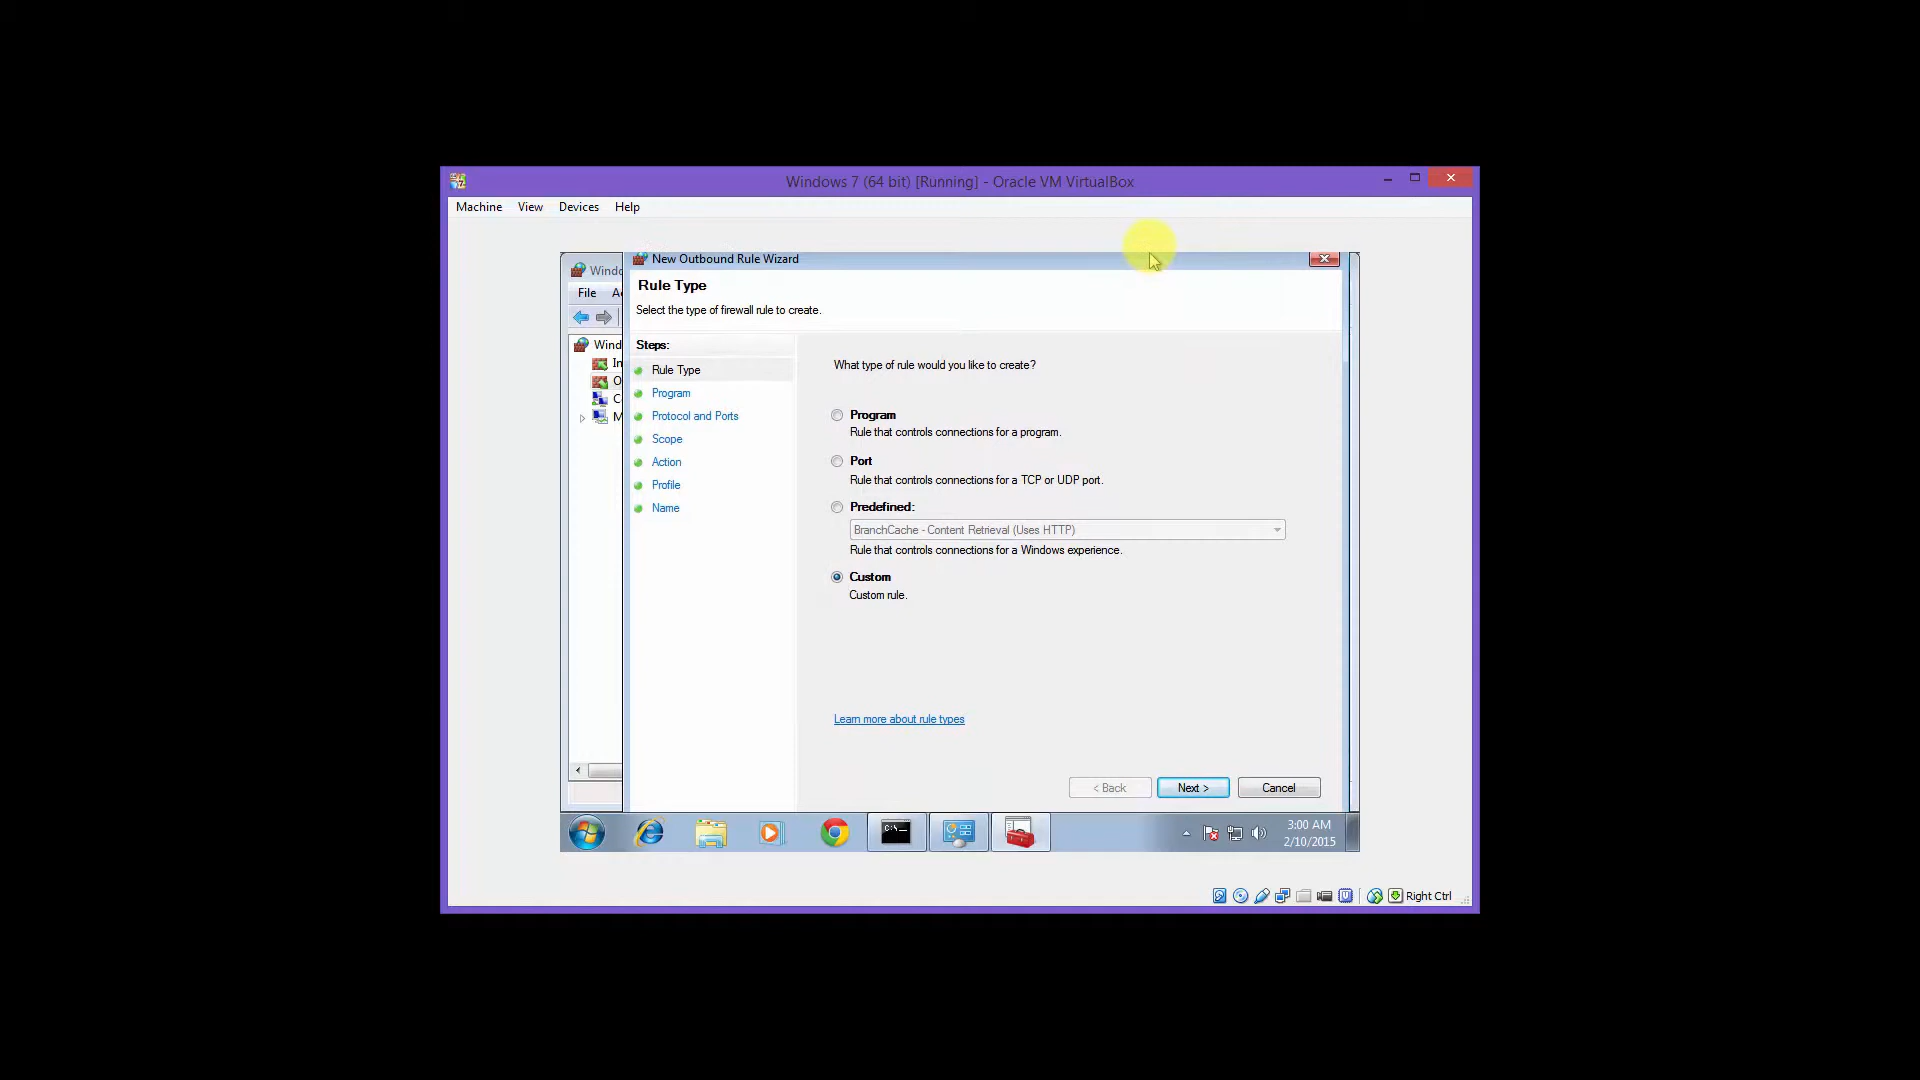 Windows 7 (64 bit) [Running] - Oracle VM VirtualBox
Machine View Devices Help
New Outbound Rule Wizard
File
Rule Type
Select the type of firewall rule to create.
Steps:
Rule Type
Program
Protocol and Ports
Scope
Action
Profile
Name
What type of rule would you like to create?
Program
Rule that controls connections for a program.
Port
Rule that controls connections for a TCP or UDP port.
Predefined:
BranchCache - Content Retrieval (Uses HTTP)
Rule that controls connections for a Windows experience.
Custom
Custom rule.
Learn more about rule types
< Back Next > Cancel
C:\
3:00 AM
2/10/2015
Right Ctrl